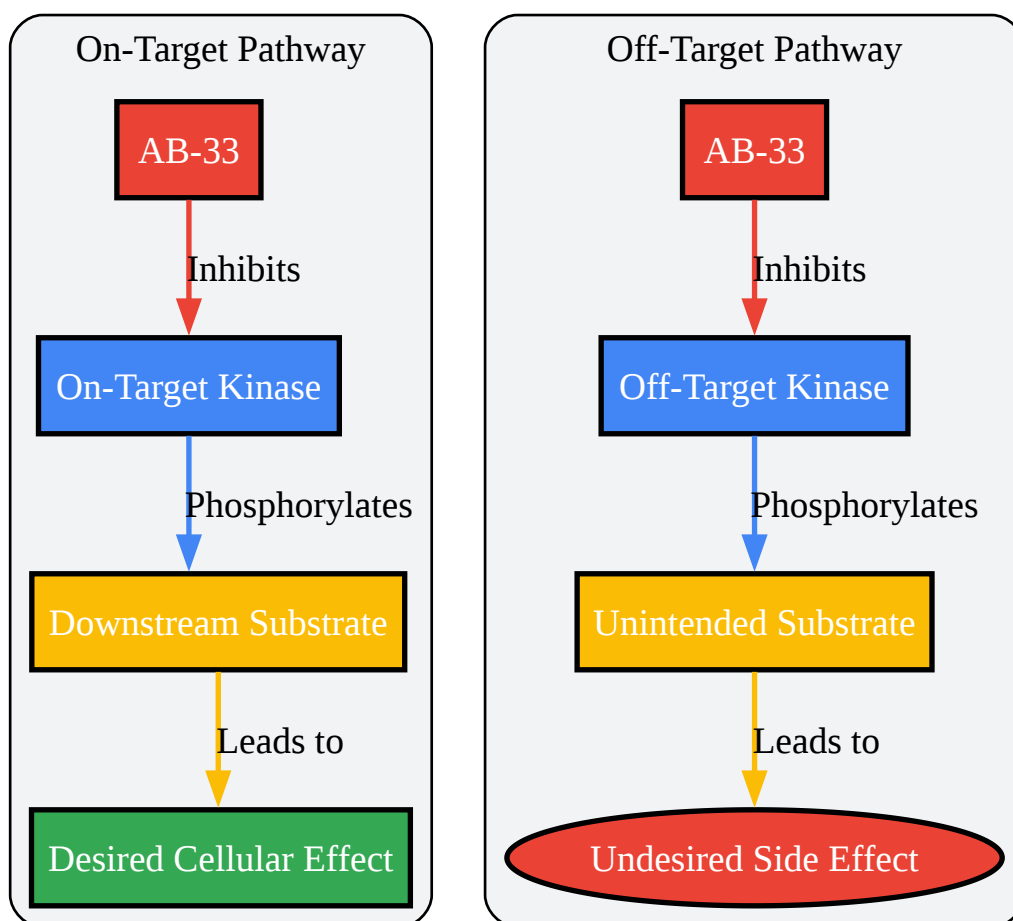 On-Target Pathway
AB-33
Inhibits
On-Target Kinase
Phosphorylates
Downstream Substrate
Leads to
Desired Cellular Effect
Off-Target Pathway
AB-33
Inhibits
Off-Target Kinase
Phosphorylates
Unintended Substrate
Leads to
Undesired Side Effect